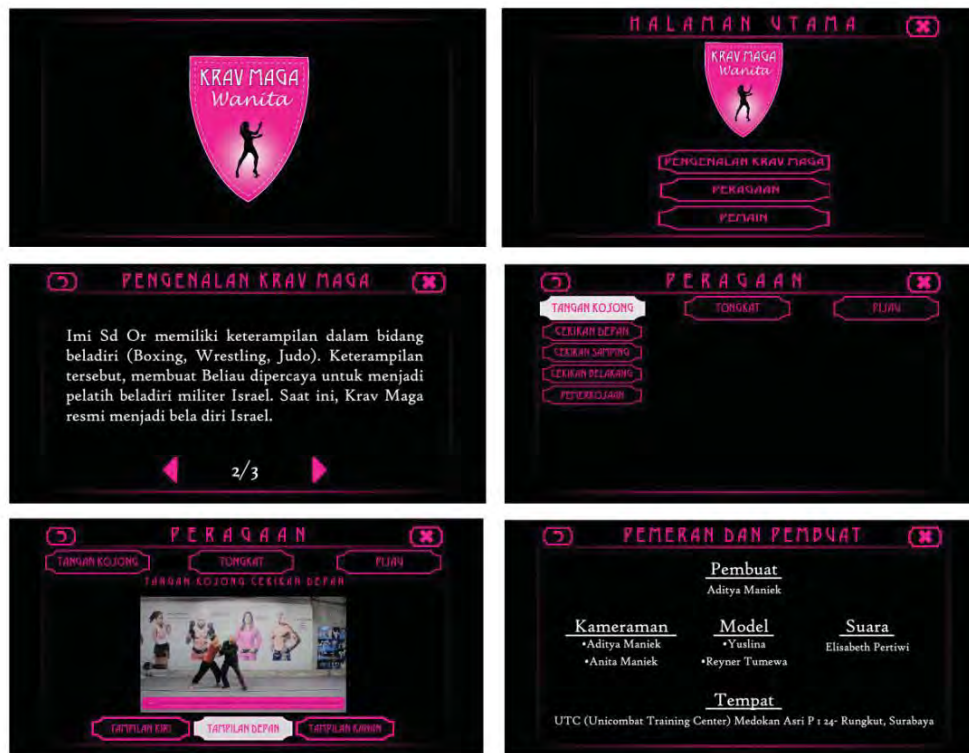 KRAV MAGA
Wanita
HALAMAN UTAMA
KRAV MAGA
Wanita
PENGENALAN KRAV MAGA
PERAGAAN
PEMAIN
PENGENALAN KRAV MAGA
Imi Sd Or memiliki keterampilan dalam bidang
beladiri (Boxing, Wrestling, Judo). Keterampilan
tersebut, membuat Beliau dipercaya untuk menjadi
pelatih beladiri militer Israel. Saat ini, Krav Maga
resmi menjadi bela diri Israel.
2/3
PERAGAAN
TANGAN KOSONG
TONGKAT
PISAU
CEKIKAN DEPAN
CEKIKAN SAMPING
CEKIKAN BELAKANG
PEMERKOSAAN
PERAGAAN
TANGAN KOSONG
TONGKAT
PISAU
TANGAN KOSONG CEKIKAN DEPAN
TAMPILAN KIRI
TAMPILAN DEPAN
TAMPILAN KANAN
PEMERAN DAN PEMBUAT
Pembuat
Aditya Maniek
Kameraman
•Aditya Maniek
•Anita Maniek
Model
•Yuslina
•Reyner Tumewa
Suara
Elisabeth Pertiwi
Tempat
UTC (Unicombat Training Center) Medokan Asri P 1 24- Rungkut, Surabaya